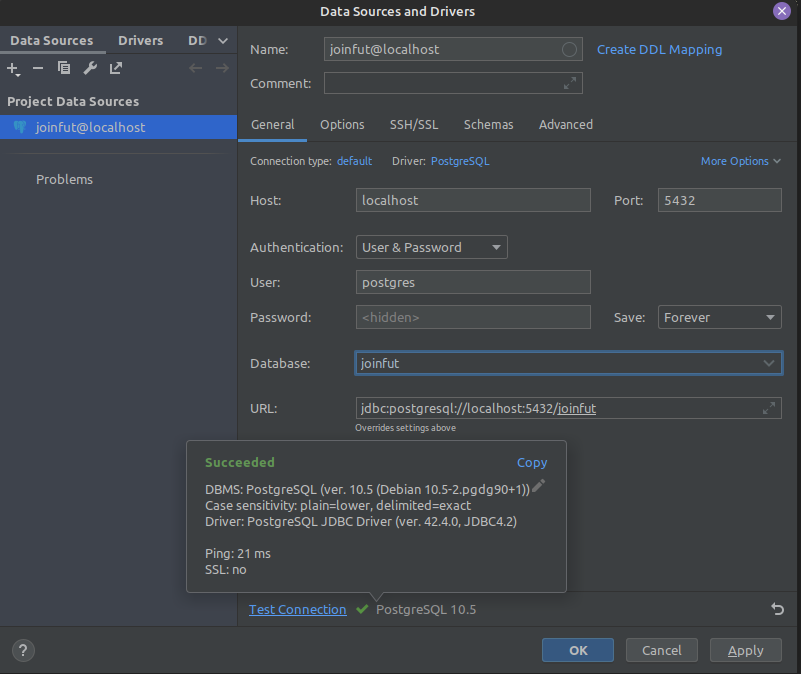 Data Sources and Drivers
Data Sources Drivers DD
Project Data Sources
joinfut@localhost
Problems
Name: joinfut@localhost Create DDL Mapping
Comment:
General Options SSH/SSL Schemas Advanced
Connection type: default Driver: PostgreSQL More Options
Host: localhost Port: 5432
Authentication: User & Password
User: postgres
Password: <hidden> Save: Forever
Database: joinfut
URL: jdbc:postgresql://localhost:5432/joinfut
Overrides settings above
Succeeded Copy
DBMS: PostgreSQL (ver. 10.5 (Debian 10.5-2.pgdg90+1))
Case sensitivity: plain=lower, delimited=exact
Driver: PostgreSQL JDBC Driver (ver. 42.4.0, JDBC4.2)
Ping: 21 ms
SSL: no
Test Connection PostgreSQL 10.5
? OK Cancel Apply